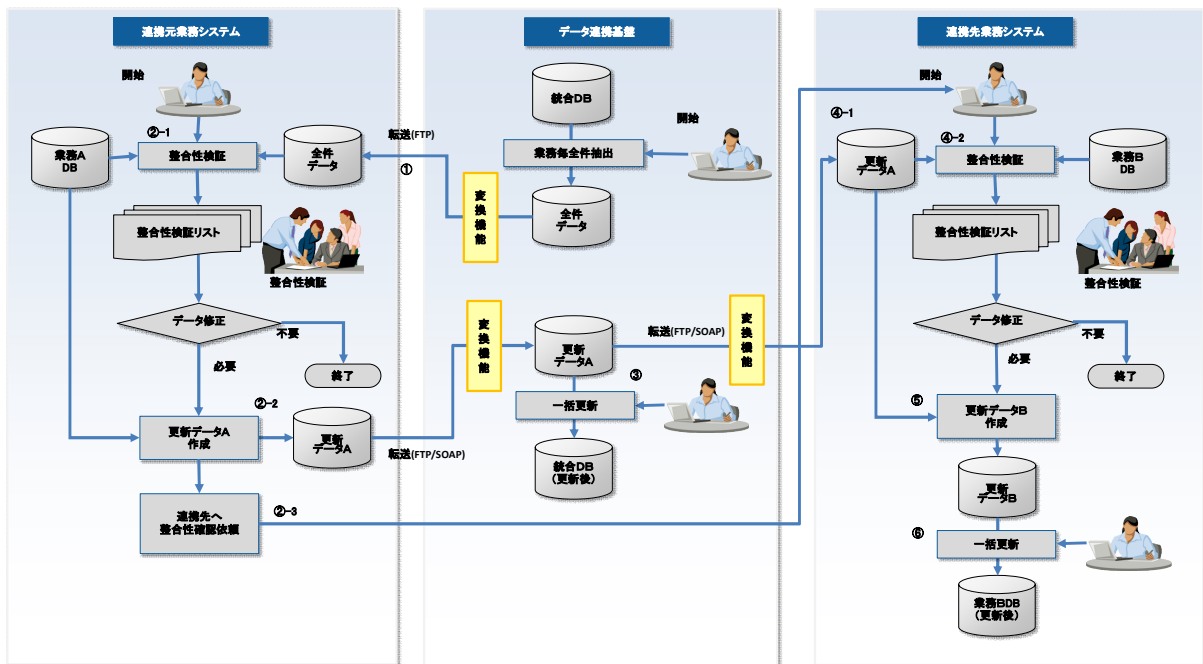 連携元業務システム
開始
②-1
業務A
DB
整合性検証
全件
データ
整合性検証リスト
整合性検証
データ修正
不要
必要
終了
②-2
更新データA
作成
更新
データA
連携先へ
整合性確認依頼
②-3
転送(FTP)
①
転送(FTP/SOAP)
データ連携基盤
統合DB
開始
業務毎全件抽出
変換機能
全件
データ
変換機能
更新
データA
転送(FTP/SOAP)
変換機能
③
一括更新
統合DB
(更新後)
連携先業務システム
開始
④-1
④-2
更新
データA
整合性検証
業務B
DB
整合性検証リスト
整合性検証
データ修正
不要
必要
終了
⑤
更新データB
作成
更新
データB
⑥
一括更新
業務BDB
(更新後)